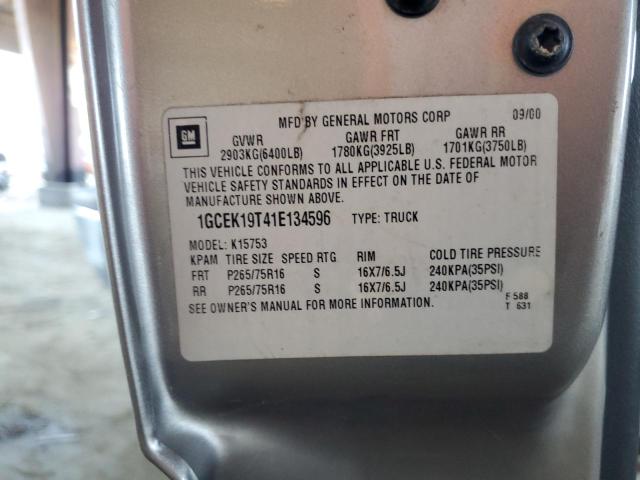 MFD BY GENERAL MOTORS CORP 09/00
GM
GVWR GAWR FRT GAWR RR
2903KG(6400LB) 1780KG(3925LB) 1701KG(3750LB)
THIS VEHICLE CONFORMS TO ALL APPLICABLE U.S. FEDERAL MOTOR
VEHICLE SAFETY STANDARDS IN EFFECT ON THE DATE OF
MANUFACTURE SHOWN ABOVE.
1GCEK19T41E134596 TYPE: TRUCK
MODEL: K15753
KPAM TIRE SIZE SPEED RTG RIM COLD TIRE PRESSURE
FRT P265/75R16 S 16X7/6.5J 240KPA(35PSI)
RR P265/75R16 S 16X7/6.5J 240KPA(35PSI)
SEE OWNER'S MANUAL FOR MORE INFORMATION.
F 588
T 631